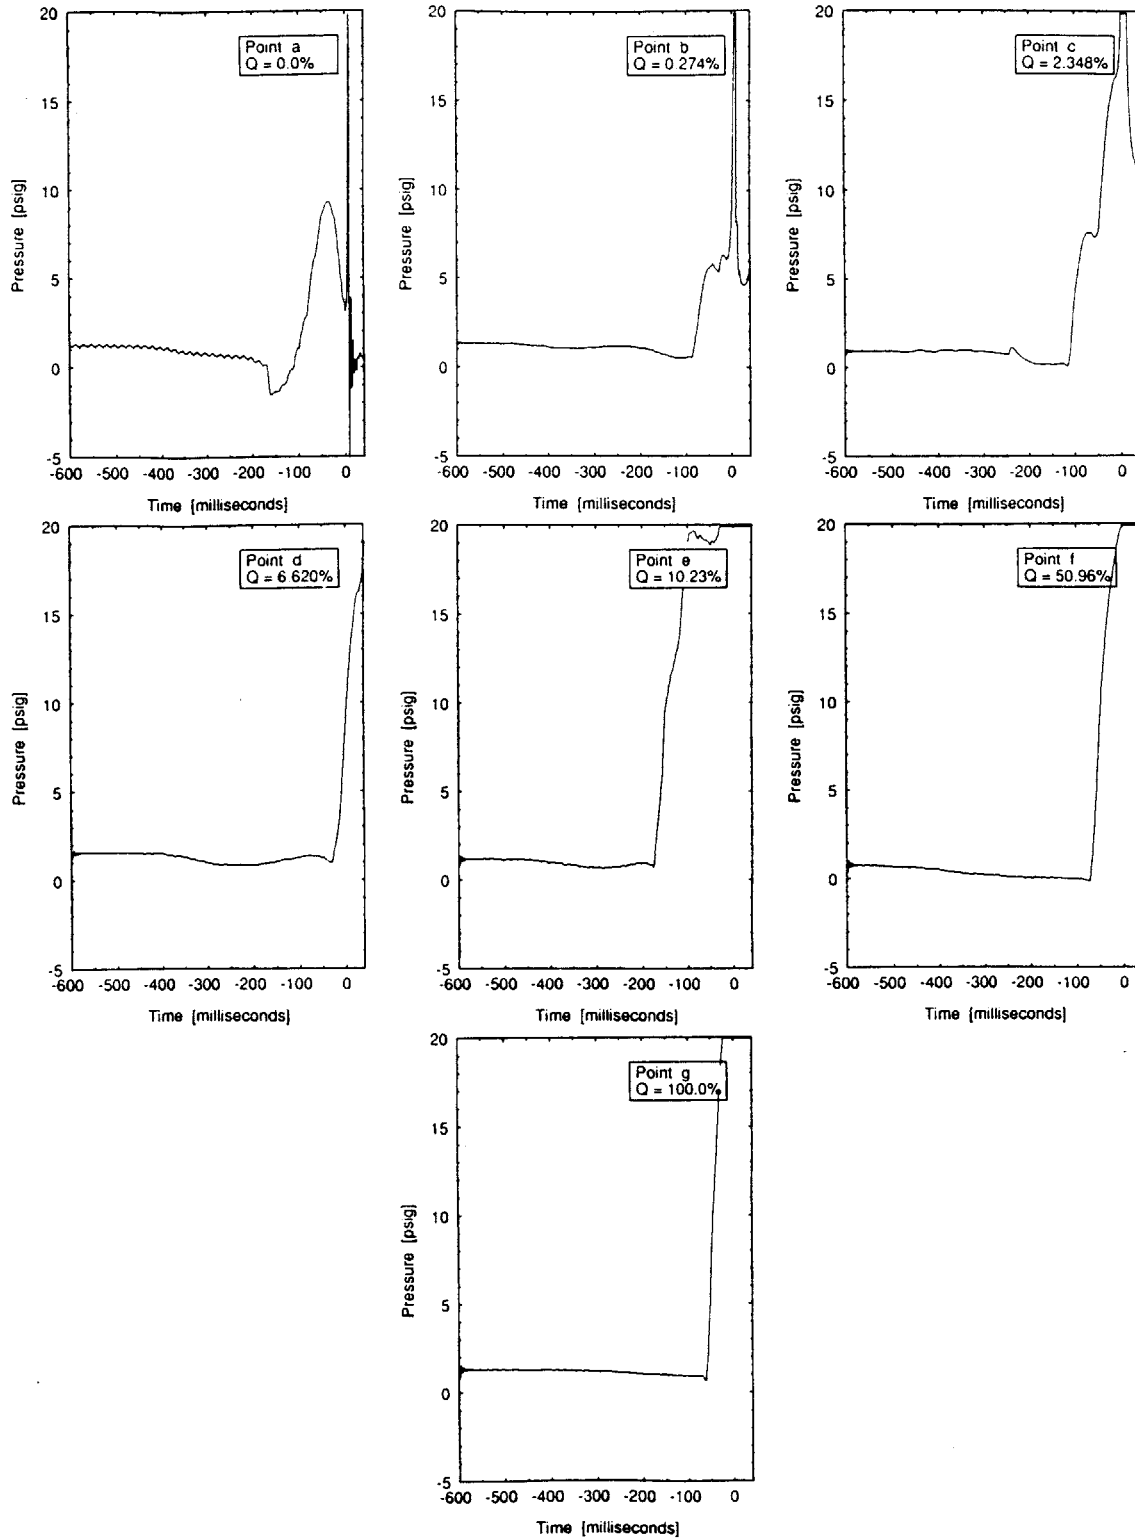 20
15
10
5
0
-5
Pressure [psig]
Point a
Q = 0.0%
-600 -500 -400 -300 -200 -100 0
Time [milliseconds]
20
15
10
5
0
-5
Pressure [psig]
Point b
Q = 0.274%
-600 -500 -400 -300 -200 -100 0
Time [milliseconds]
20
15
10
5
0
-5
Pressure [psig]
Point c
Q = 2.348%
-600 -500 -400 -300 -200 -100 0
Time [milliseconds]
20
15
10
5
0
-5
Pressure [psig]
Point d
Q = 6 620%
-600 -500 -400 -300 -200 -100 0
Time [milliseconds]
20
15
10
5
0
-5
Pressure [psig]
Point e
Q = 10.23%
-600 -500 -400 -300 -200 -100 0
Time [milliseconds]
20
15
10
5
0
-5
Pressure [psig]
Point f
Q = 50.96%
-600 -500 -400 -300 -200 -100 0
Time [milliseconds]
20
15
10
5
0
-5
Pressure [psig]
Point g
Q = 100.0%
-600 -500 -400 -300 -200 -100 0
Time [milliseconds]